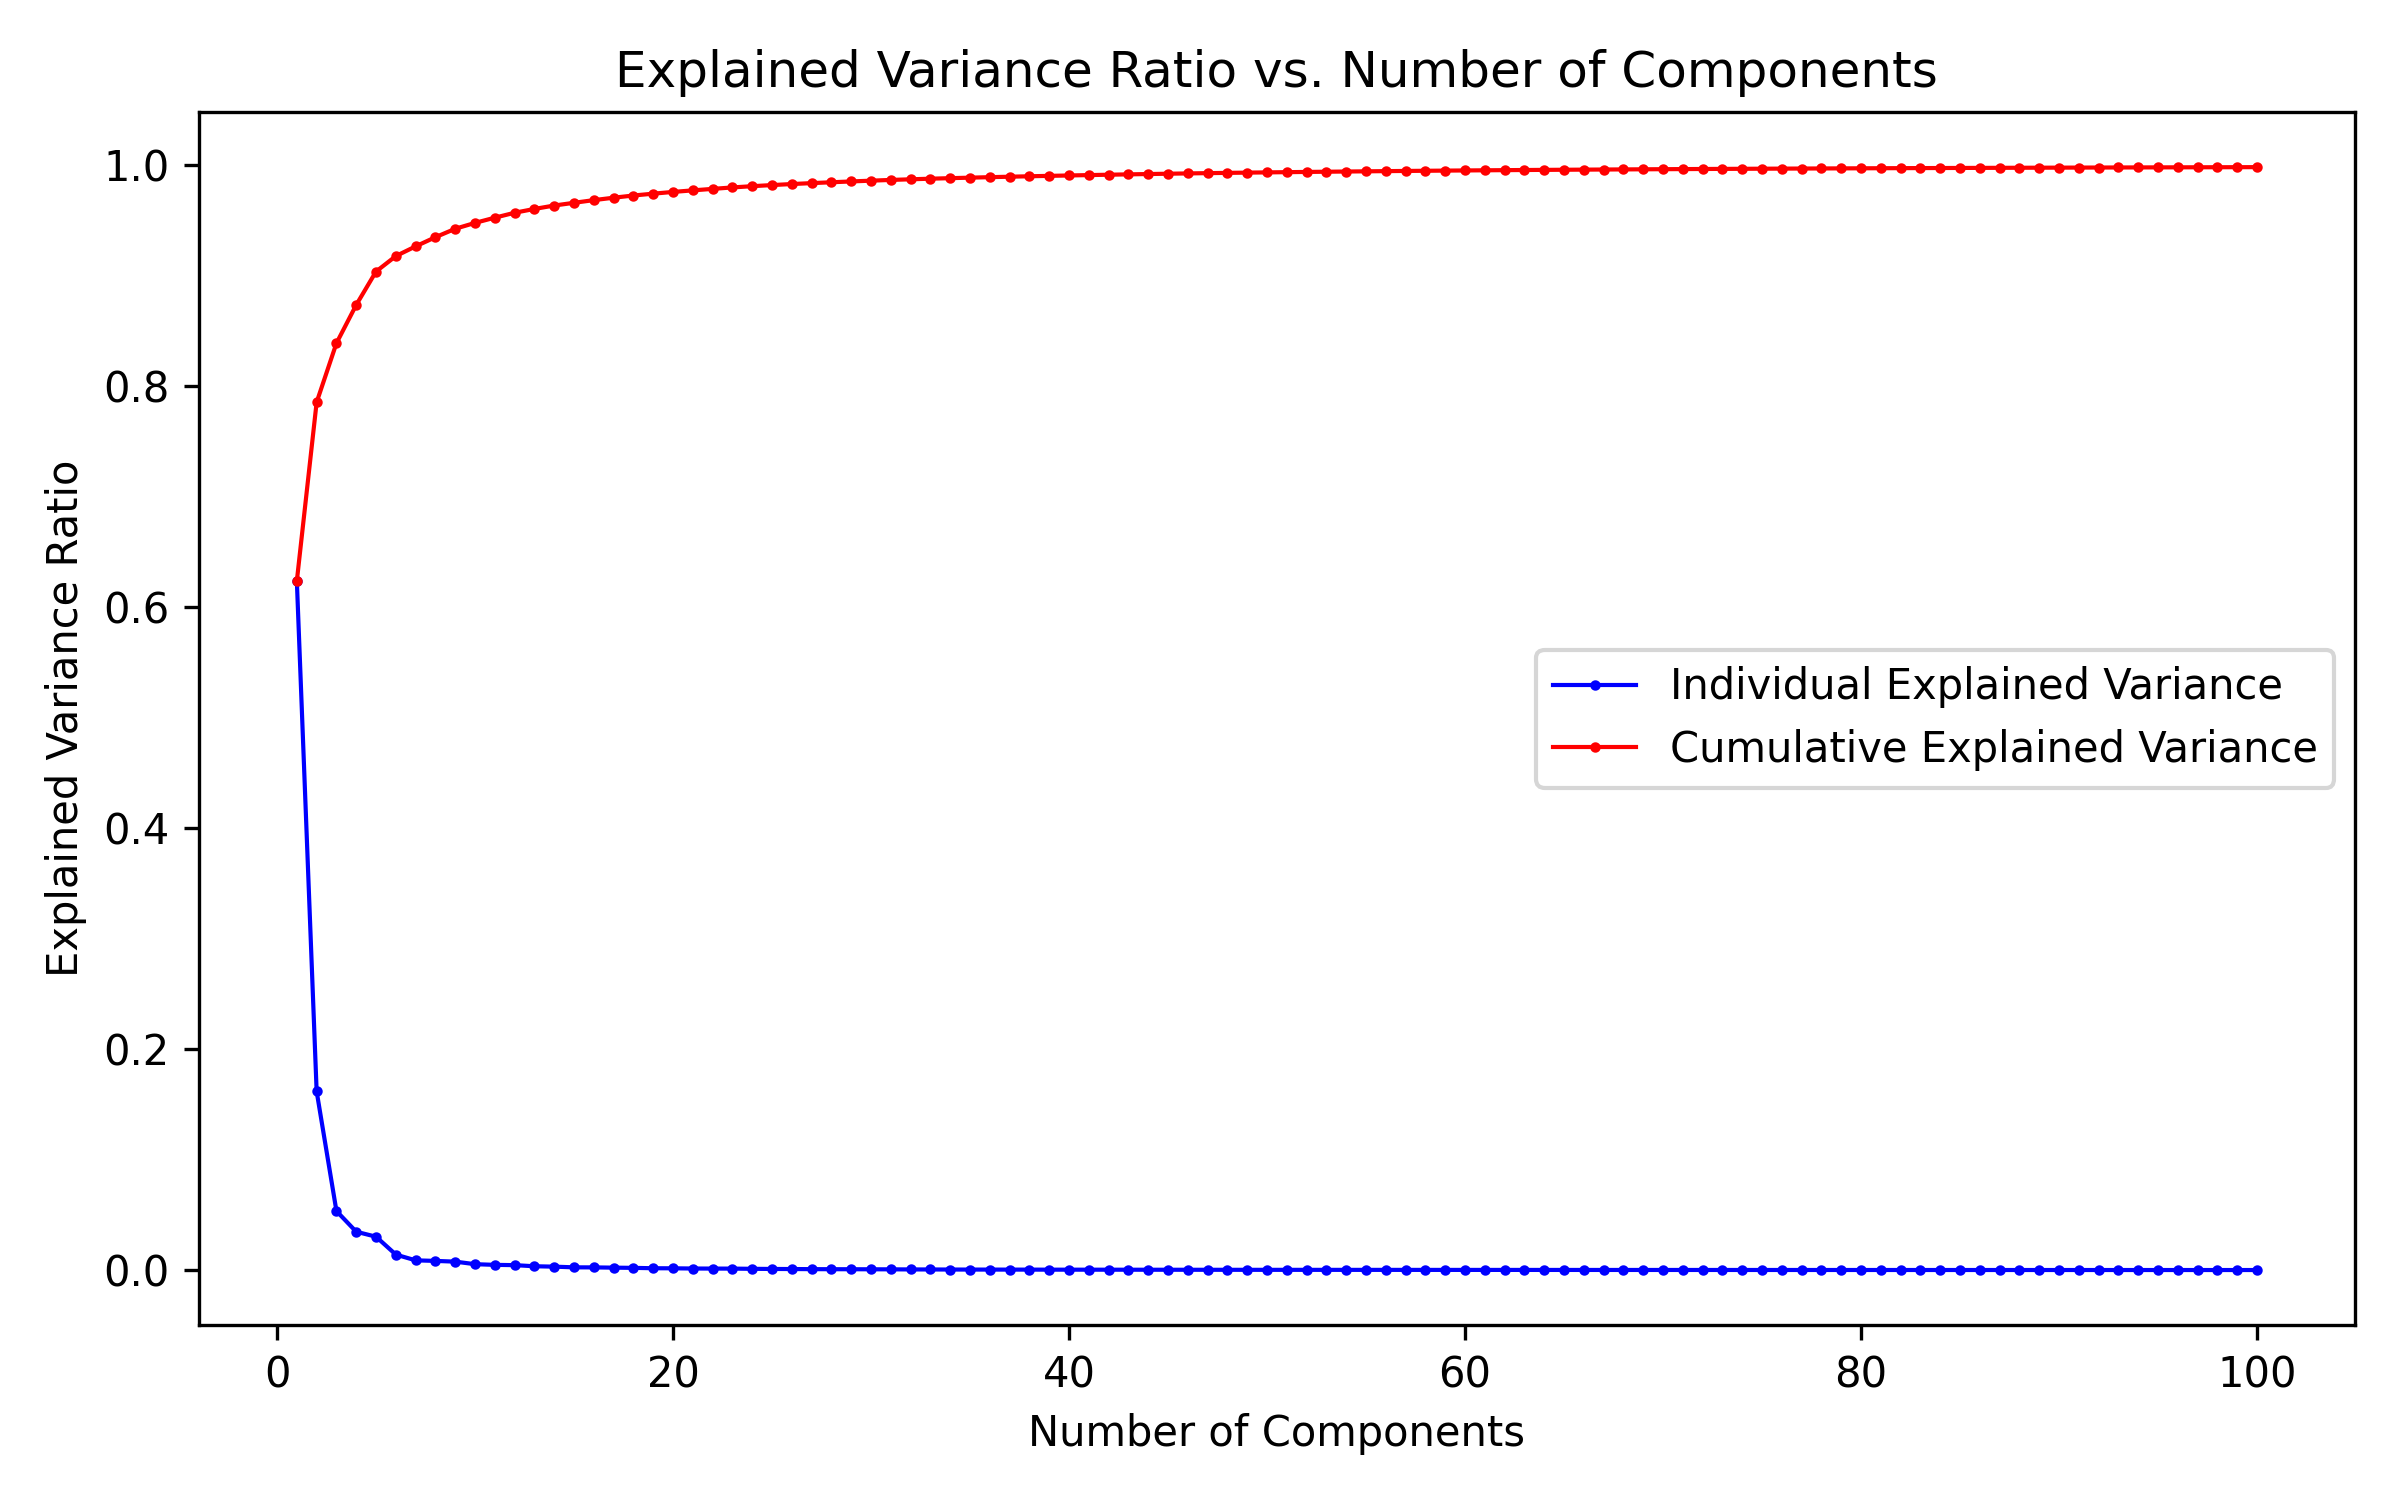 Explained Variance Ratio vs. Number of Components
1.0
0.8
0.6
0.4
0.2
0.0
Explained Variance Ratio
Individual Explained Variance
Cumulative Explained Variance
0 20 40 60 80 100
Number of Components